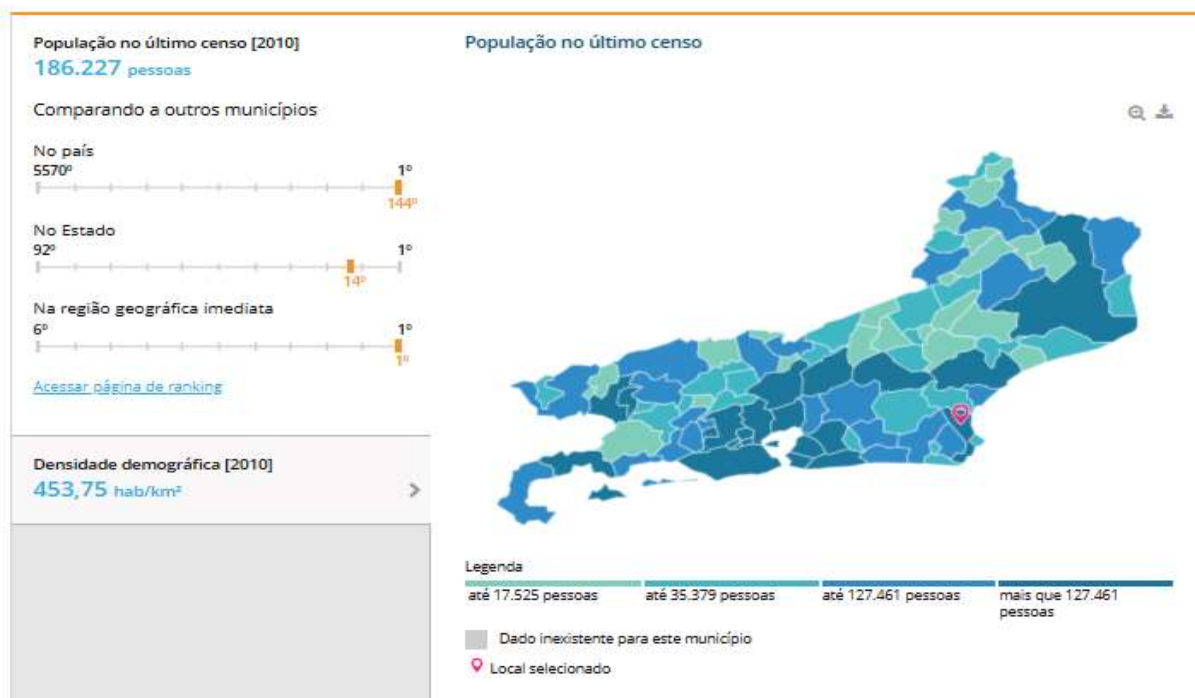 População no último censo [2010]
186.227 pessoas
Comparando a outros municípios
No país
5570º 1º
144º
No Estado
92º 1º
14º
Na região geográfica imediata
6º 1º
1º
Acessar página de ranking
Densidade demográfica [2010]
453,75 hab/km²
População no último censo
Legenda
até 17.525 pessoas
até 35.379 pessoas
até 127.461 pessoas
mais que 127.461
pessoas
Dado inexistente para este município
Local selecionado